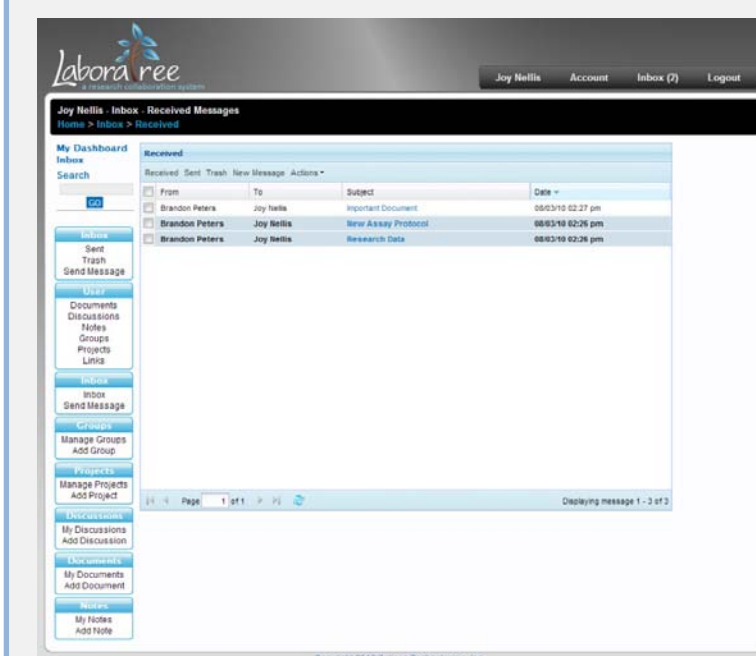 LaboraTree
a research collaboration system
Joy Nellis Account Inbox (2) Logout
Joy Nellis - Inbox - Received Messages
Home > Inbox > Received
My Dashboard
Inbox
Search
GO
Inbox
Sent
Trash
Send Message
User
Documents
Discussions
Notes
Groups
Projects
Links
Inbox
Inbox
Send Message
Groups
Manage Groups
Add Group
Projects
Manage Projects
Add Project
Discussions
My Discussions
Add Discussion
Documents
My Documents
Add Document
Notes
My Notes
Add Note
Received
Received Sent Trash New Message Actions
From To Subject Date
Brandon Peters Joy Nellis Important Document 08/03/10 02:27 pm
Brandon Peters Joy Nellis New Assay Protocol 08/03/10 02:26 pm
Brandon Peters Joy Nellis Research Data 08/03/10 02:26 pm
Page 1 of 1
Displaying message 1 - 3 of 3